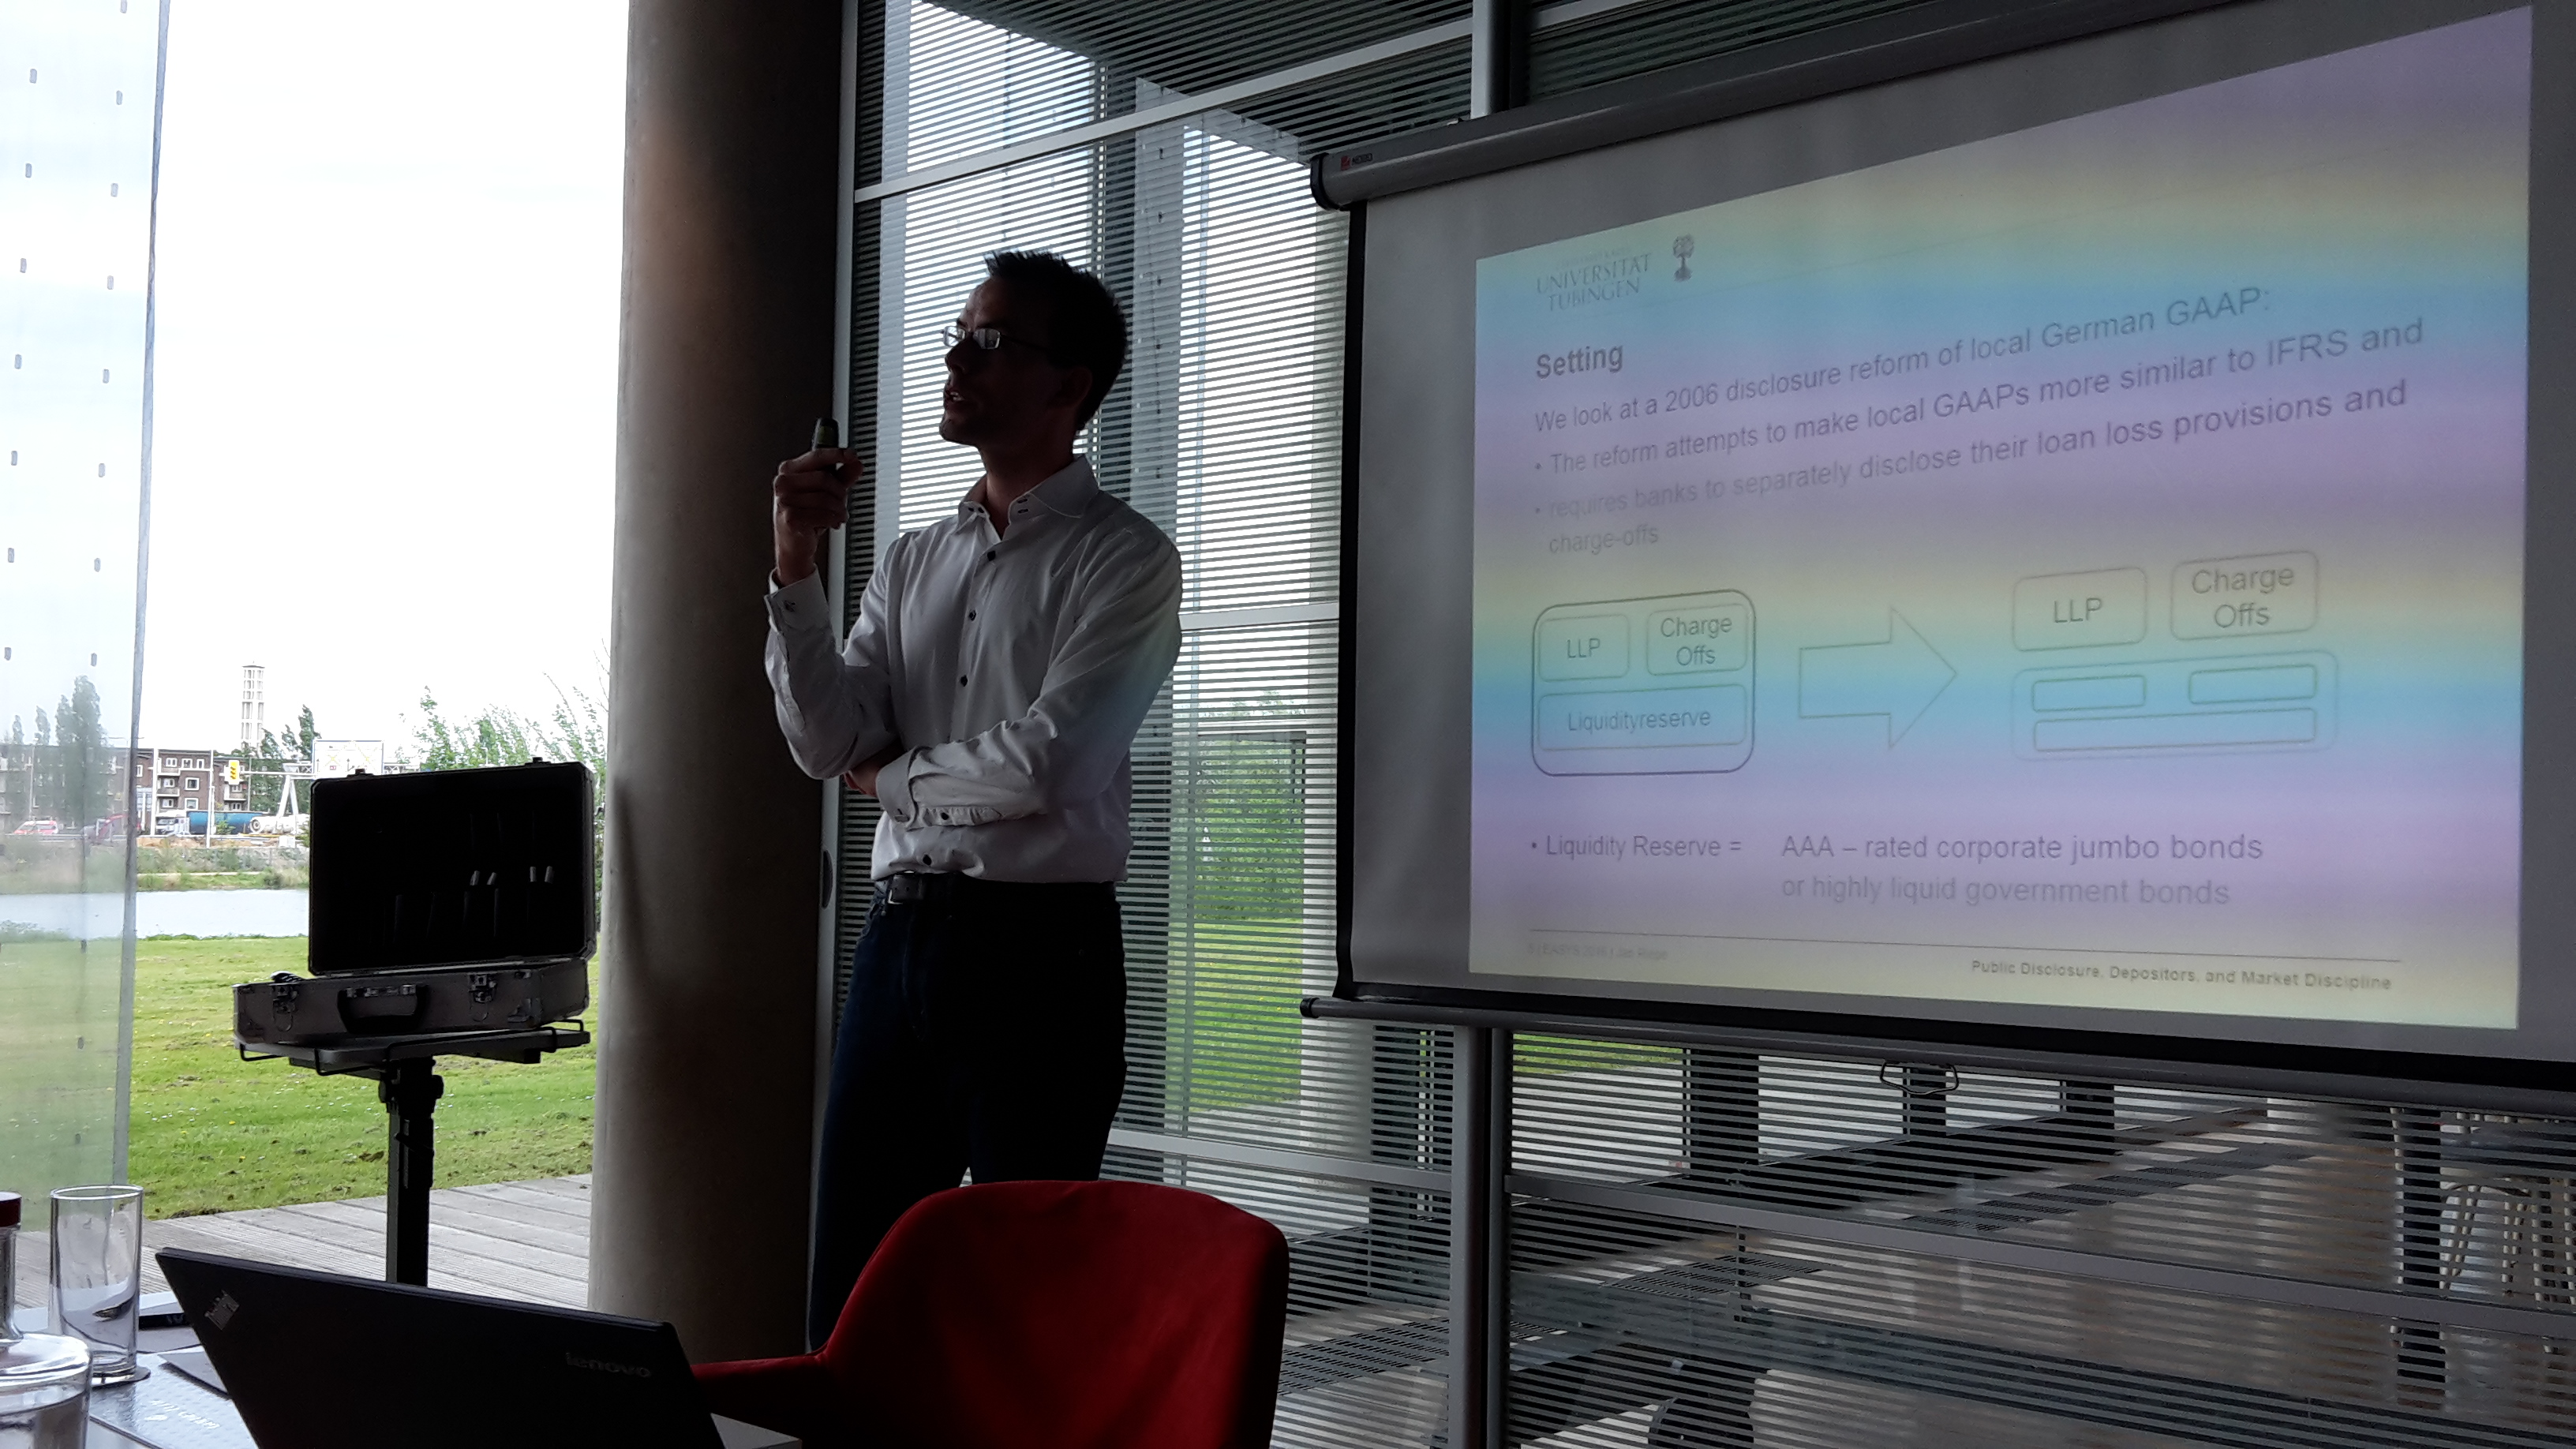 UNIVERSITAT
TUBINGEN
Setting
We look at a 2006 disclosure reform of local German GAAP:
• The reform attempts to make local GAAPs more similar to IFRS and
• requires banks to separately disclose their loan loss provisions and
charge-offs
LLP
Charge
Offs
Liquidityreserve
LLP
Charge
Offs
• Liquidity Reserve = AAA – rated corporate jumbo bonds
or highly liquid government bonds
Public Disclosure, Depositors, and Market Discipline
lenovo